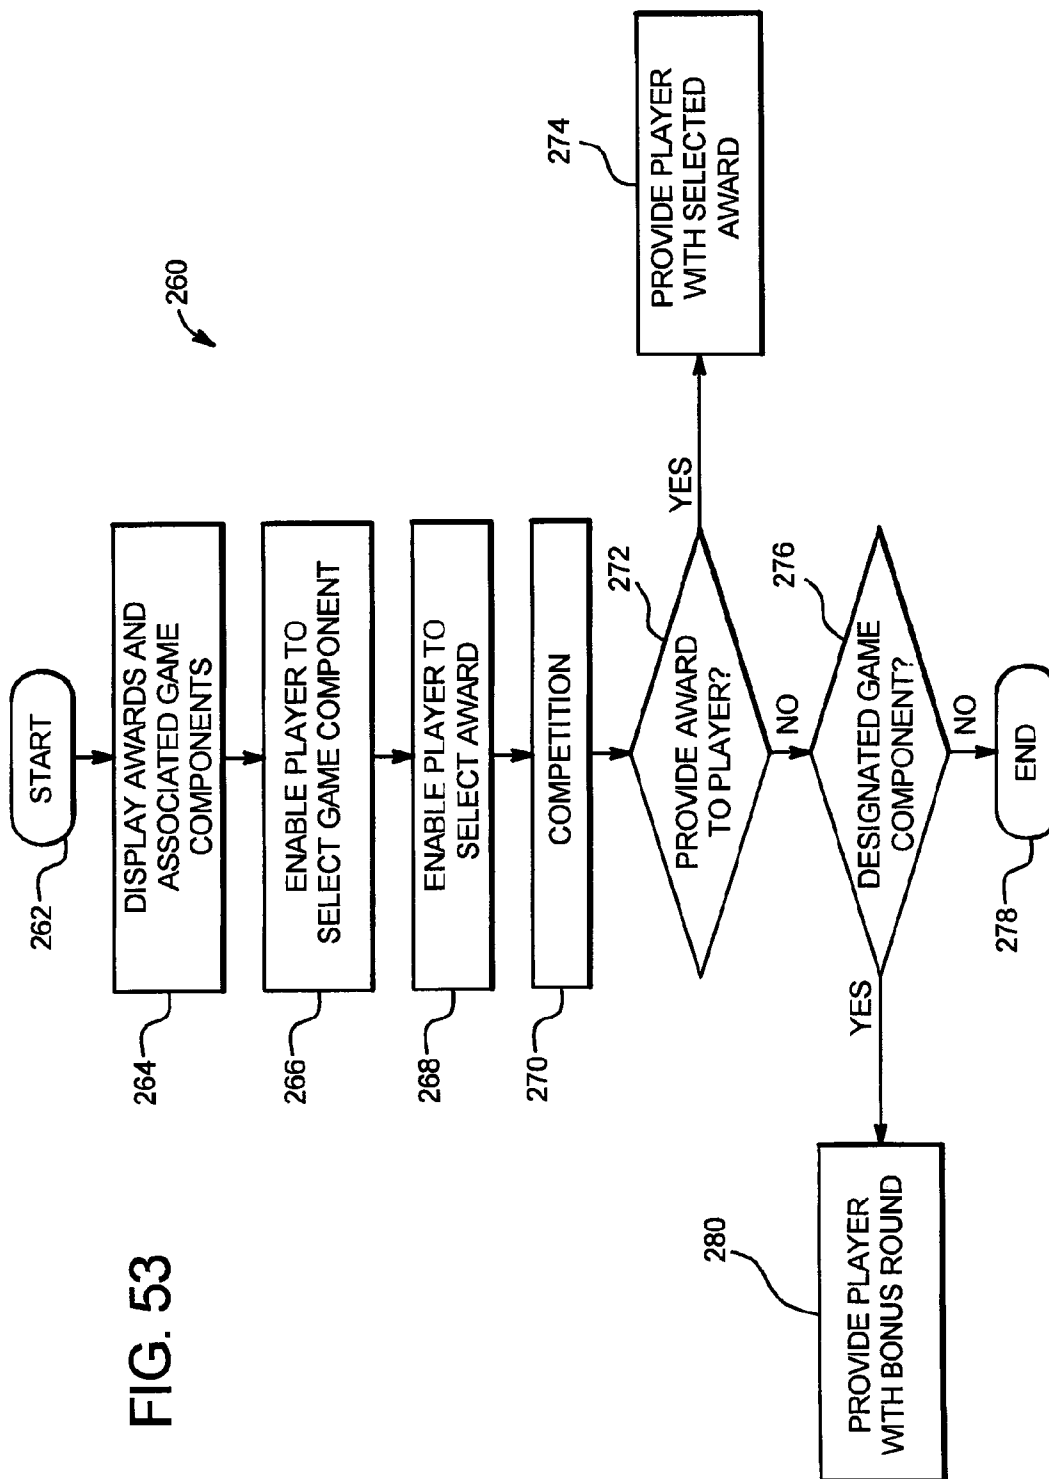 FIG. 53
260
START
262
DISPLAY AWARDS AND
ASSOCIATED GAME
COMPONENTS
264
ENABLE PLAYER TO
SELECT GAME COMPONENT
266
ENABLE PLAYER TO
SELECT AWARD
268
COMPETITION
270
PROVIDE AWARD
TO PLAYER?
272
YES
PROVIDE PLAYER
WITH SELECTED
AWARD
274
NO
DESIGNATED GAME
COMPONENT?
276
YES
PROVIDE PLAYER
WITH BONUS ROUND
280
NO
END
278